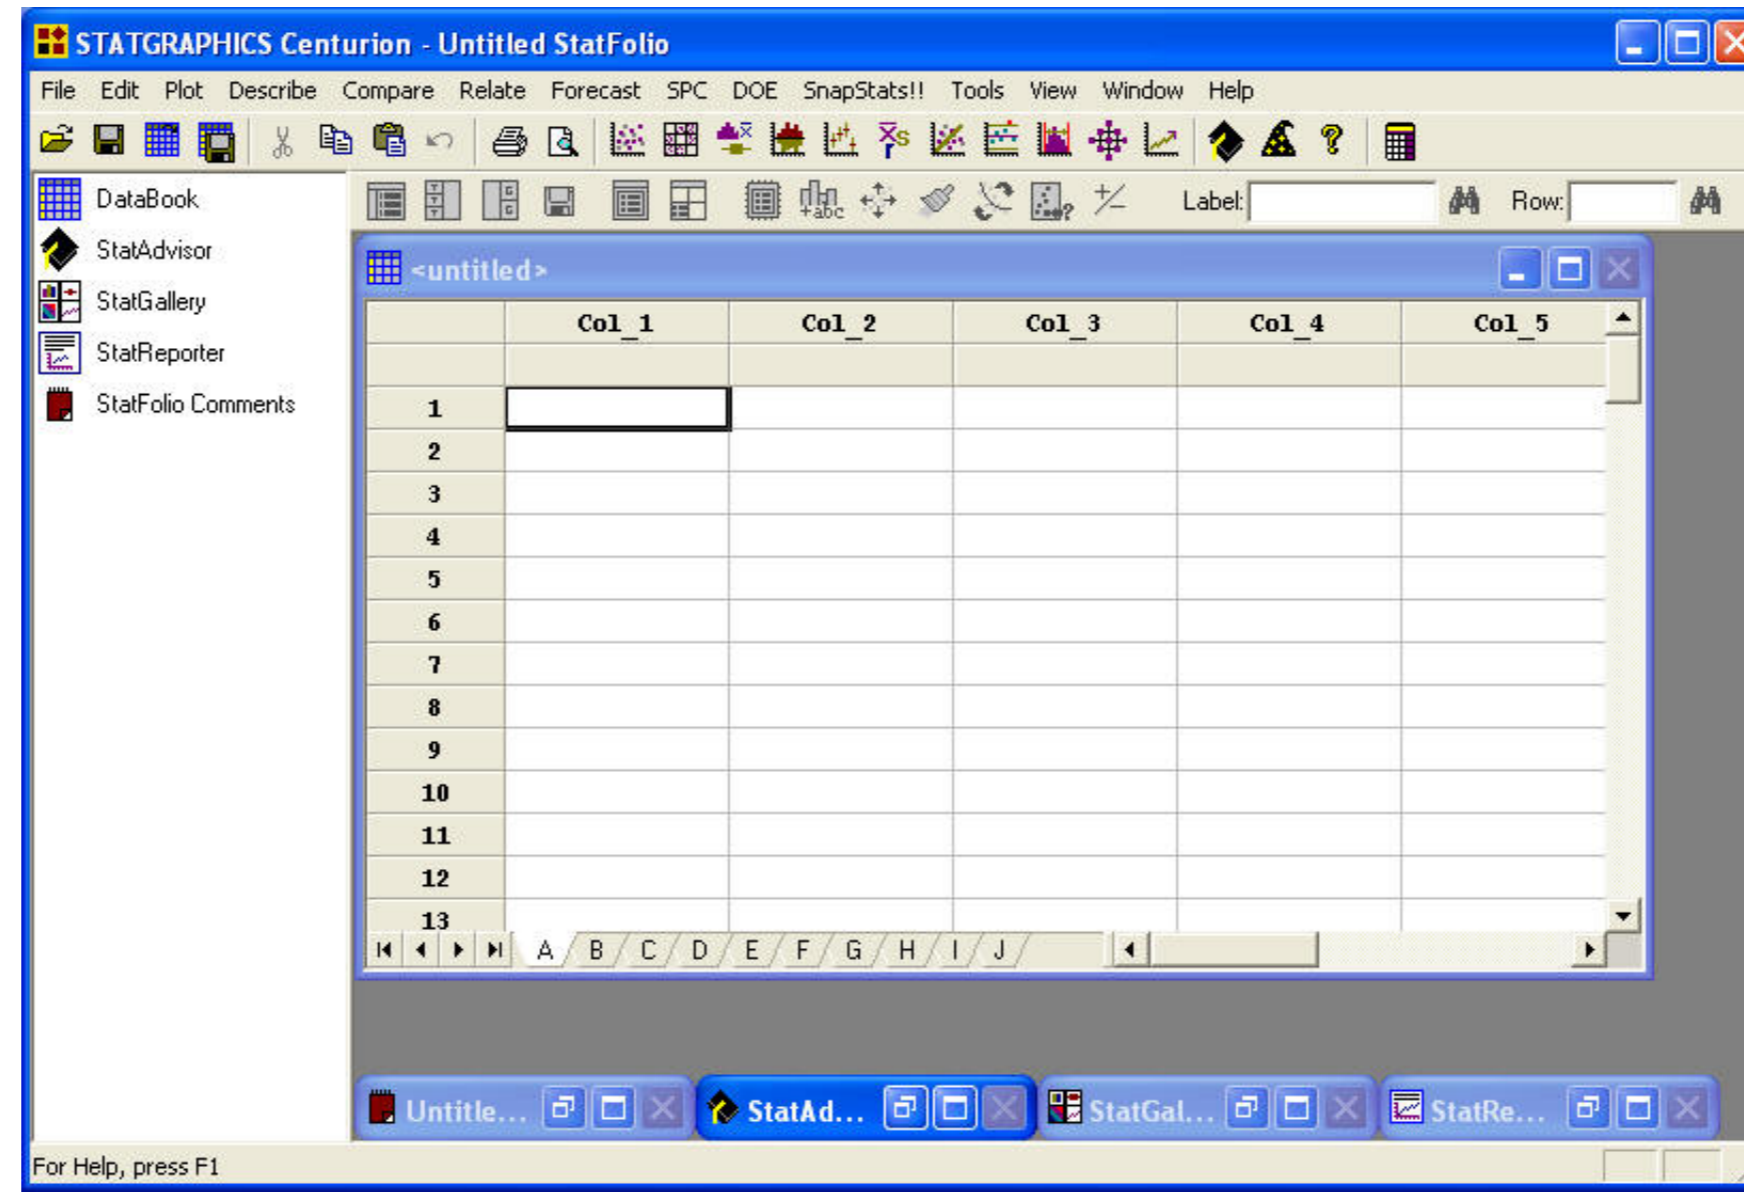 STATGRAPHICS Centurion - Untitled StatFolio
File Edit Plot Describe Compare Relate Forecast SPC DOE SnapStats!! Tools View Window Help
Label: Row:
DataBook
StatAdvisor
StatGallery
StatReporter
StatFolio Comments
<untitled>
Col_1 Col_2 Col_3 Col_4 Col_5
1
2
3
4
5
6
7
8
9
10
11
12
13
A B C D E F G H I J
Untitle... StatAd... StatGal... StatRe...
For Help, press F1